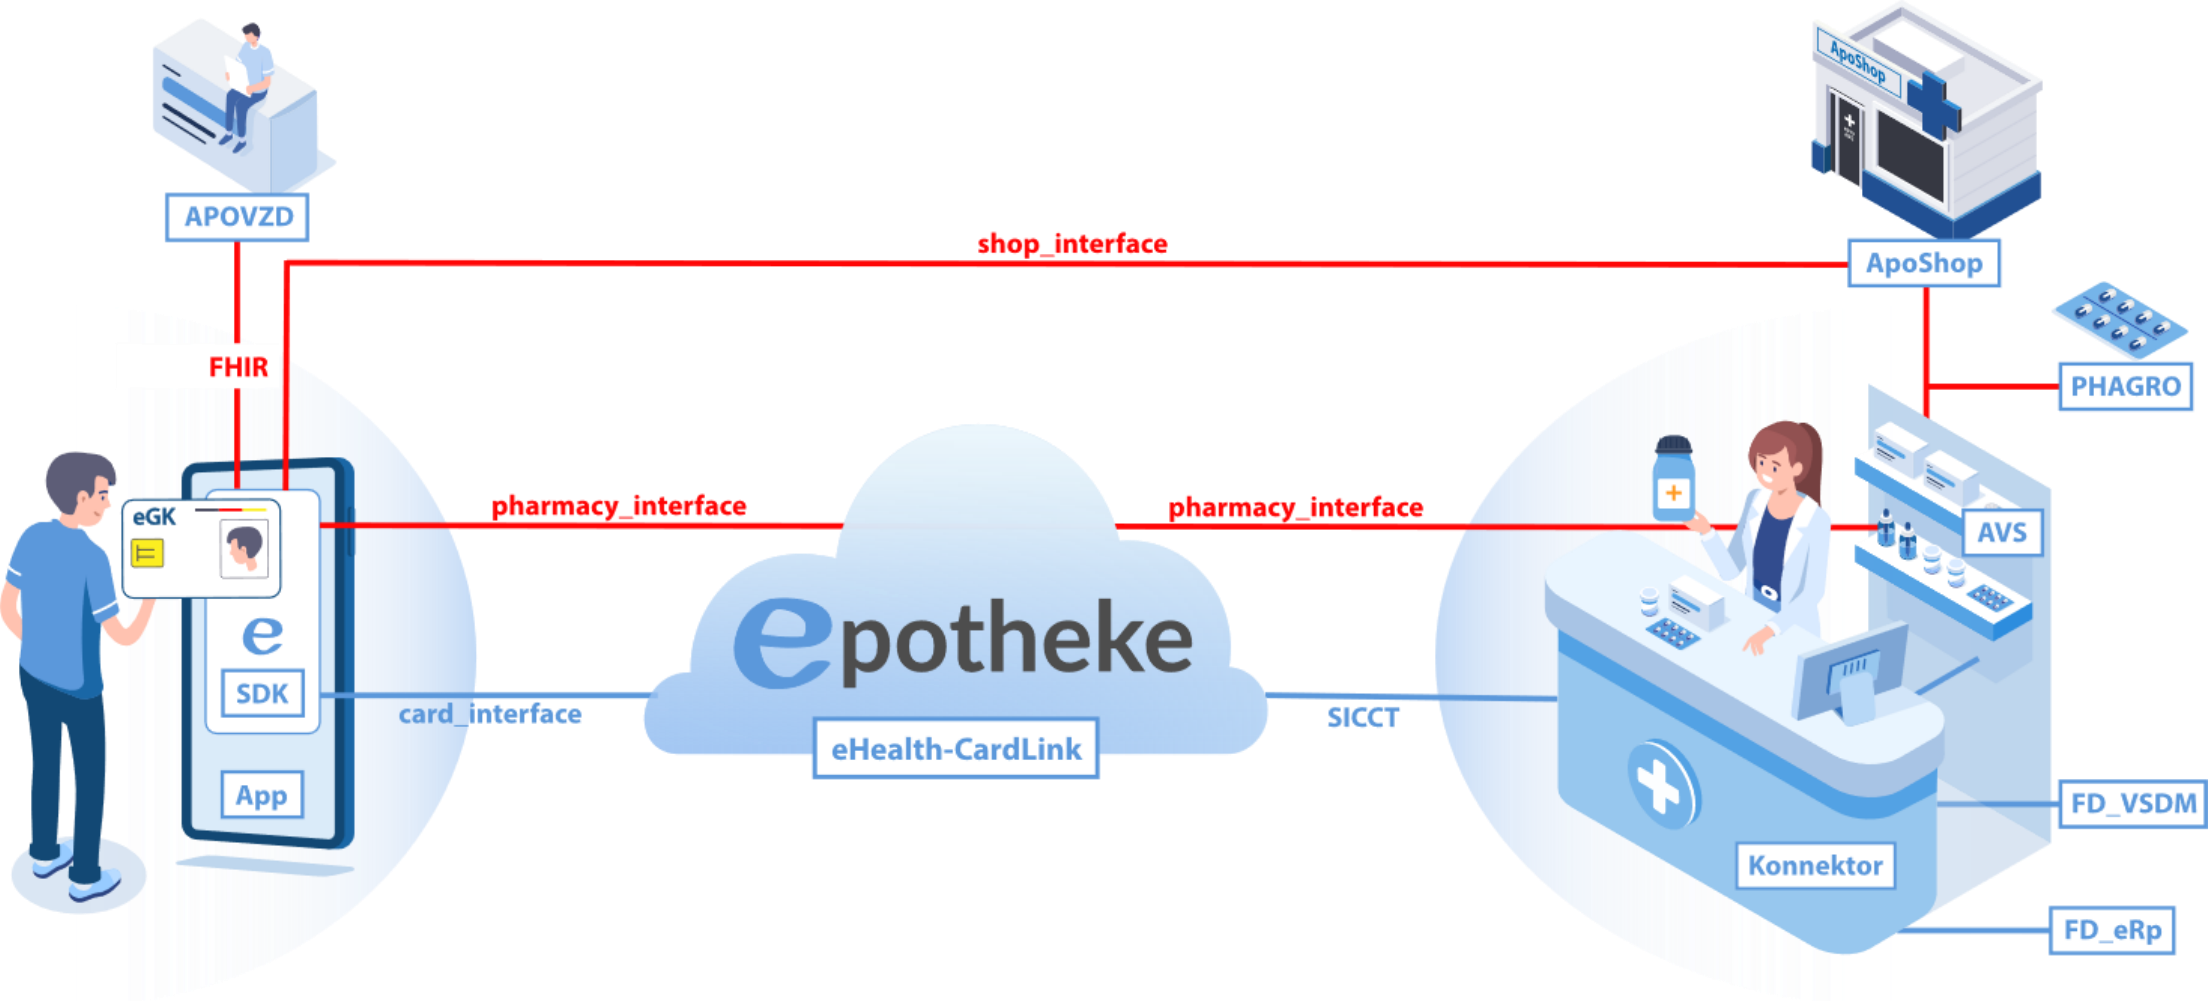 ApoShop
APOVZD
shop_interface
ApoShop
FHIR
PHAGRO
eGK
pharmacy_interface
pharmacy_interface
AVS
e
epotheke
SDK
card_interface
SICCT
eHealth-CardLink
App
FD_VSDM
Konnektor
FD_eRp